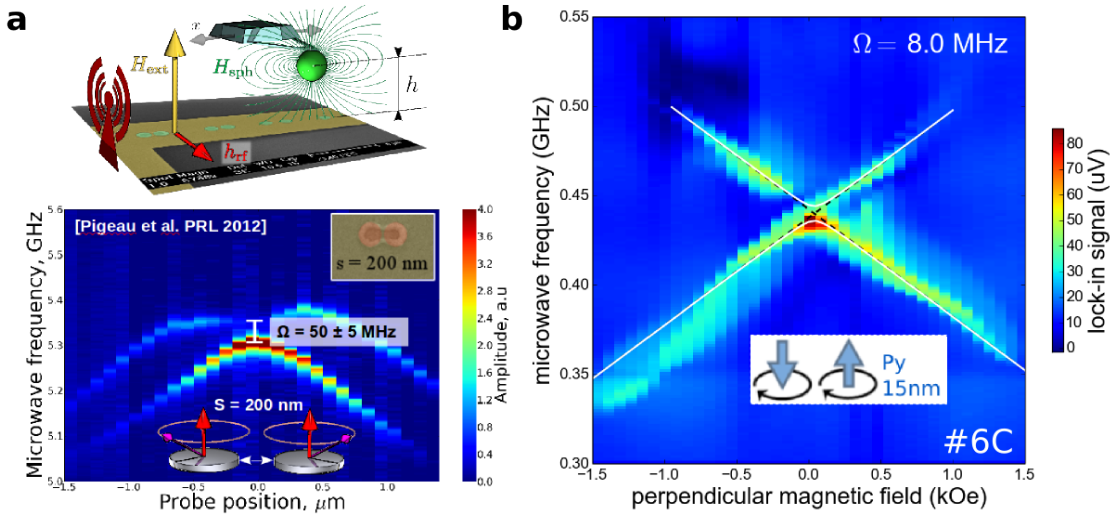 a
x
H_ext
H_sph
h
h_rf
[Pigeau et al. PRL 2012]
s = 200 nm
Ω = 50 ± 5 MHz
S = 200 nm
Microwave frequency, GHz
5.6
5.5
5.4
5.3
5.2
5.1
5.0
−1.5 −1.0 −0.5 0.0 0.5 1.0
Probe position, μm
4.0
3.6
3.2
2.8
2.4
2.0
1.6
1.2
0.8
0.4
0.0
Amplitude, a.u
b
Ω = 8.0 MHz
microwave frequency (GHz)
0.55
0.50
0.45
0.40
0.35
0.30
Py
15nm
#6C
−1.5 −1.0 −0.5 0.0 0.5 1.0 1.5
perpendicular magnetic field (kOe)
80
70
60
50
40
30
20
10
0
lock-in signal (uV)